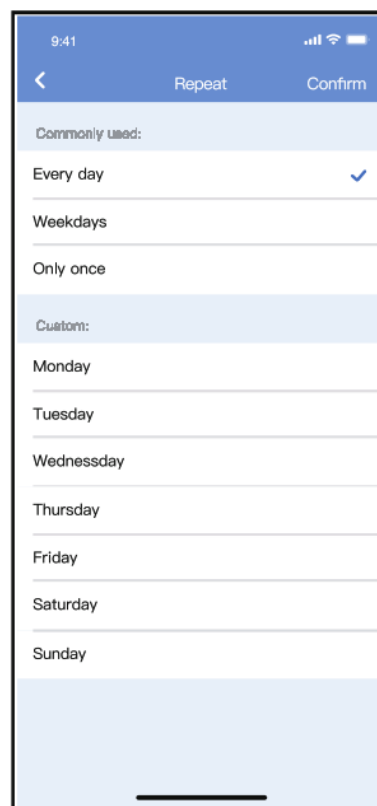 9:41
Repeat Confirm
Commonly used:
Every day
Weekdays
Only once
Custom:
Monday
Tuesday
Wednessday
Thursday
Friday
Saturday
Sunday